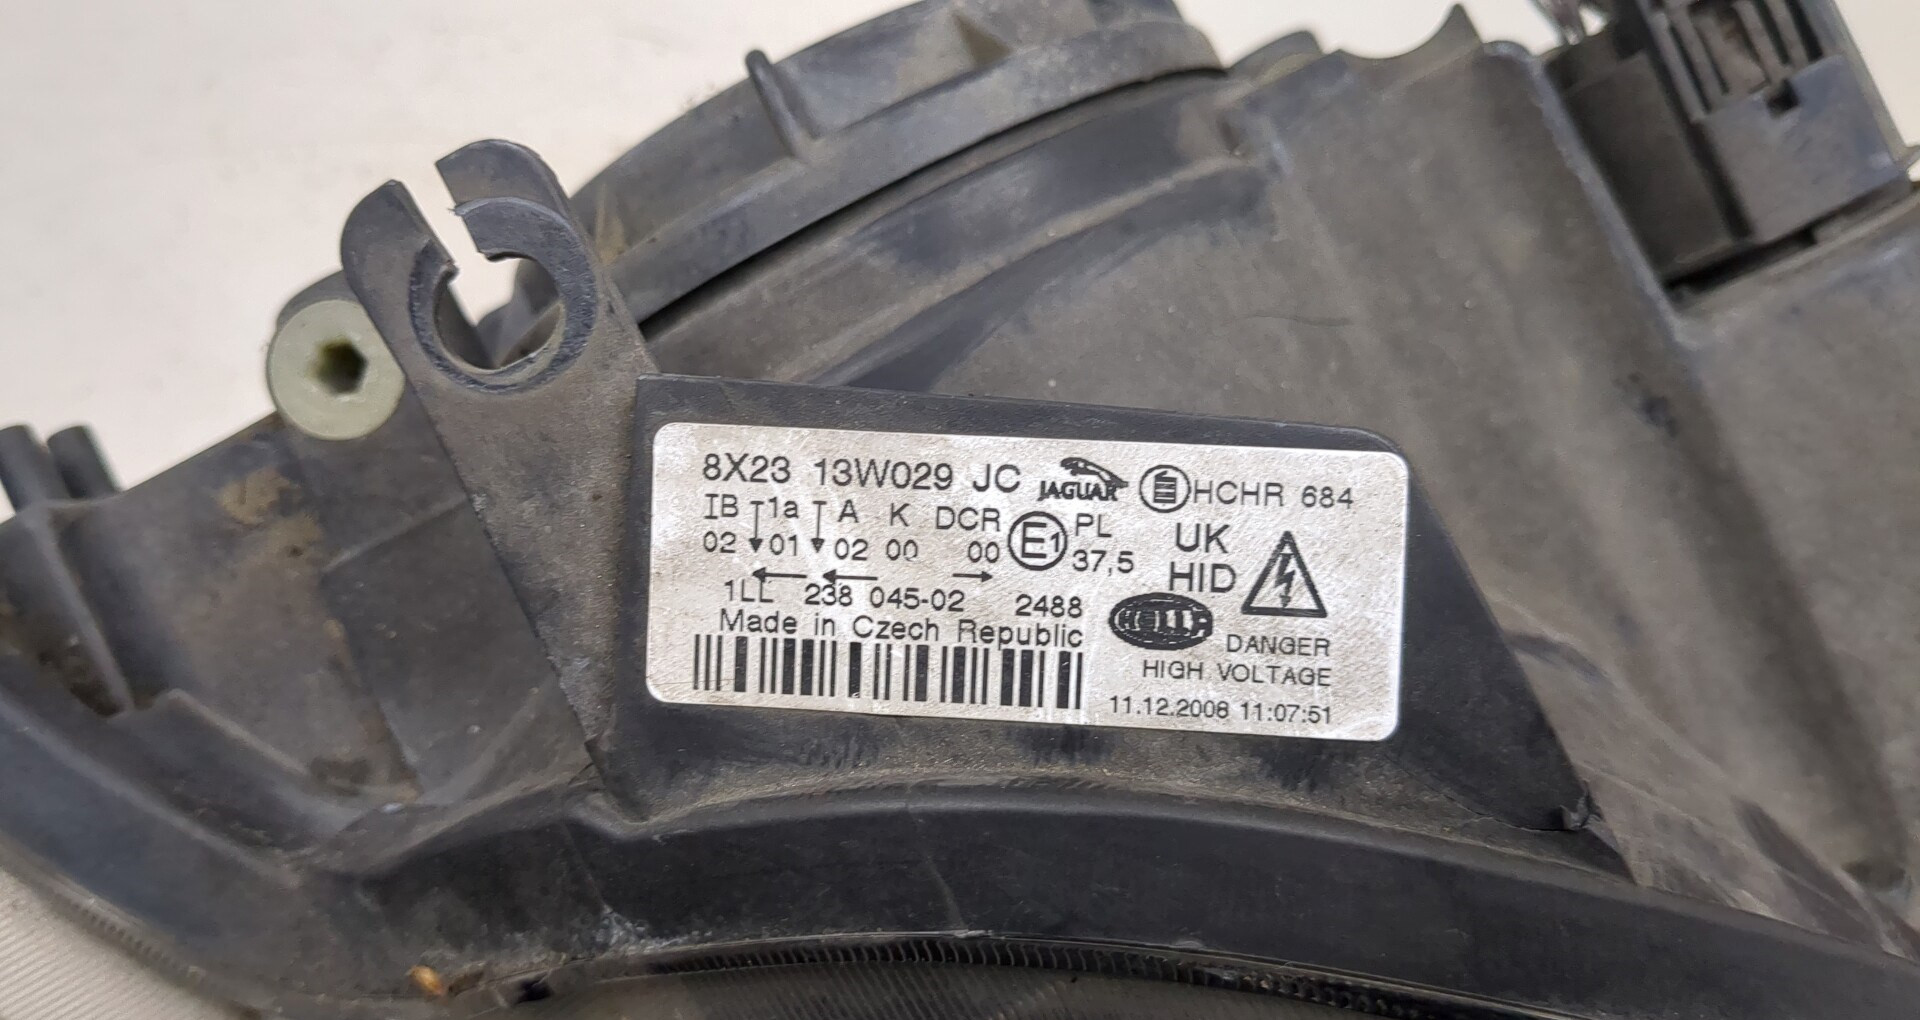 8X23 13W029 JC JAGUAR HCHR 684
IB 1a A K DCR E1 PL UK
02 01 02 00 00 37,5 HID
1LL 238 045-02 2488 HELLA
Made in Czech Republic DANGER
HIGH VOLTAGE
11.12.2008 11:07:51